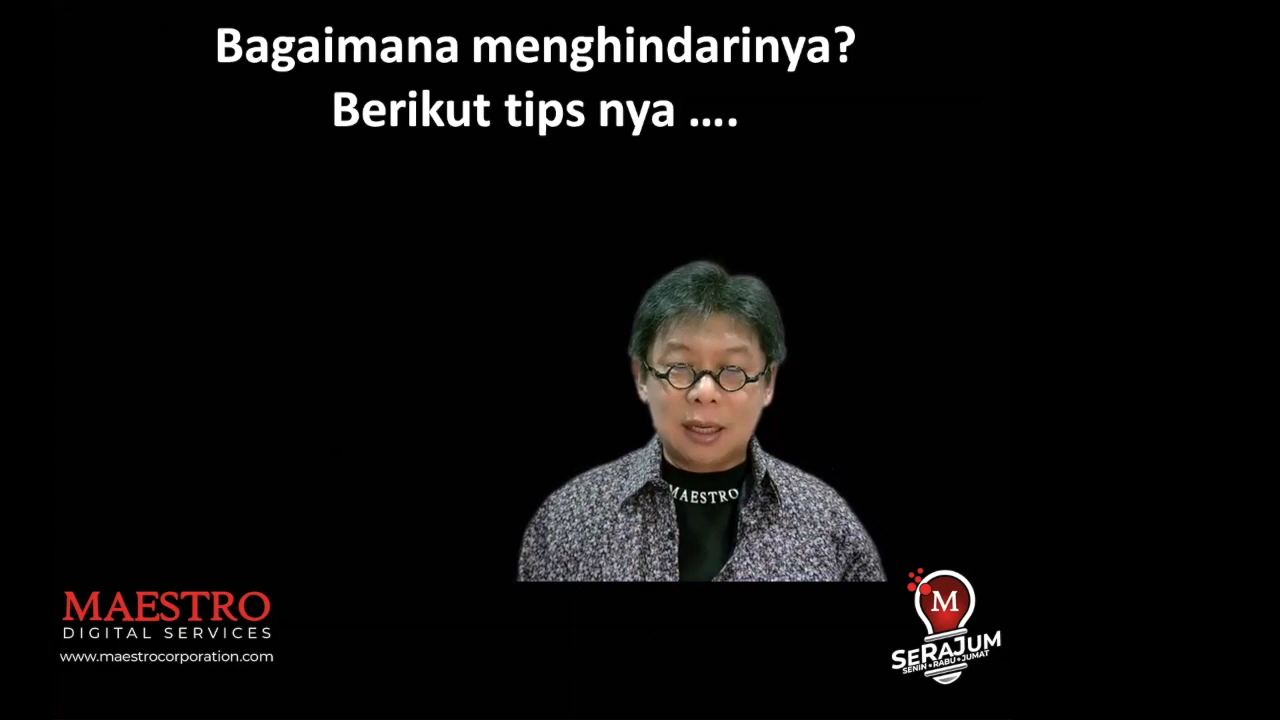 Bagaimana menghindarinya?
Berikut tips nya ....
MAESTRO
MAESTRO
DIGITAL SERVICES
www.maestrocorporation.com
M
SERAJUM
SENIN • RABU • JUMAT